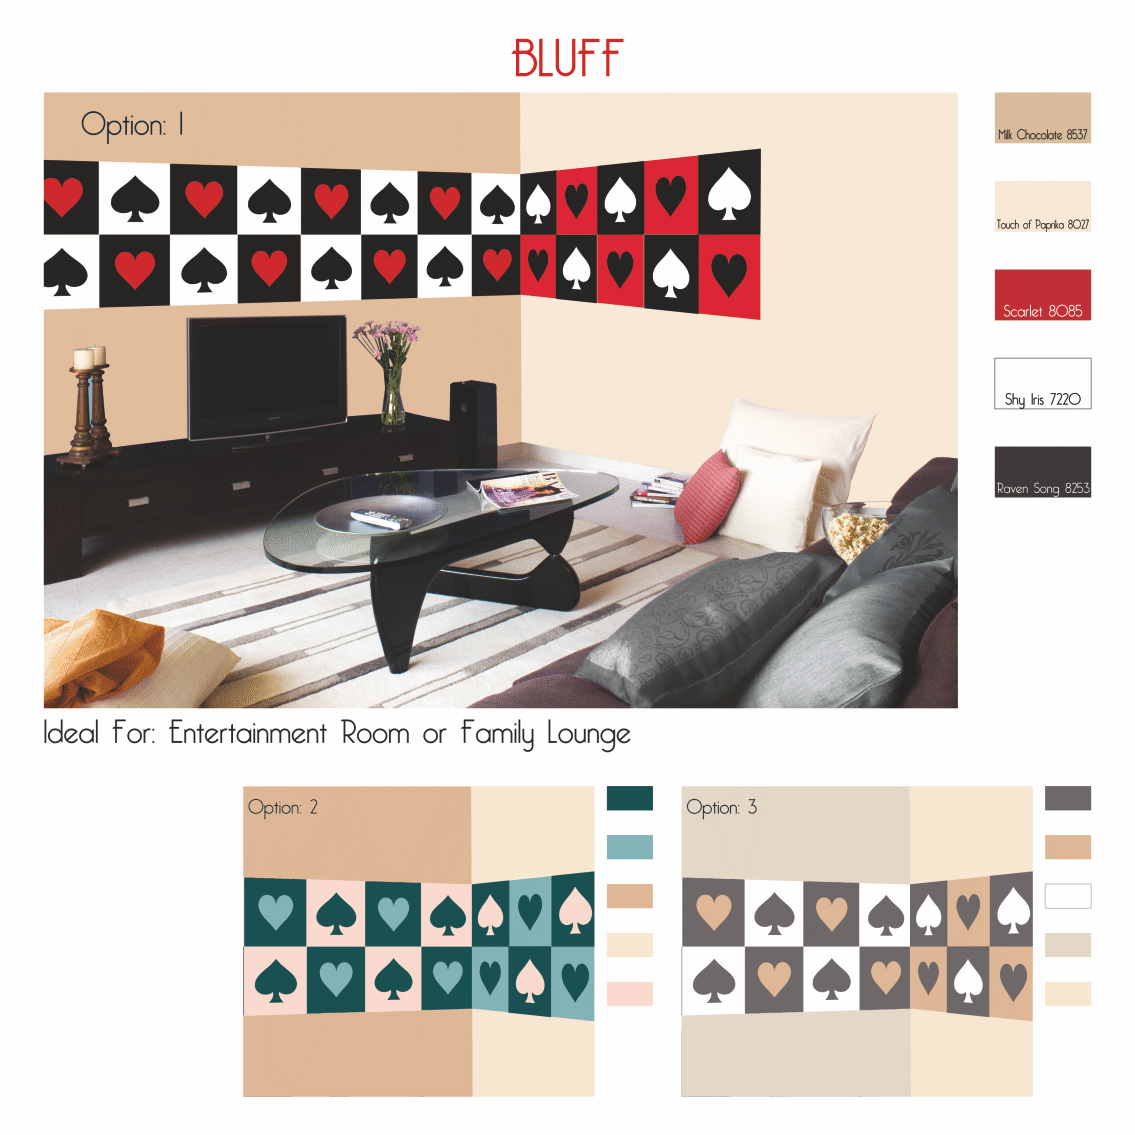 BLUFF
Option: 1
Milk Chocolate 8537
Touch of Paprika 8027
Scarlet 8085
Shy Iris 7220
Raven Song 8253
Ideal For: Entertainment Room or Family Lounge
Option: 2
Option: 3